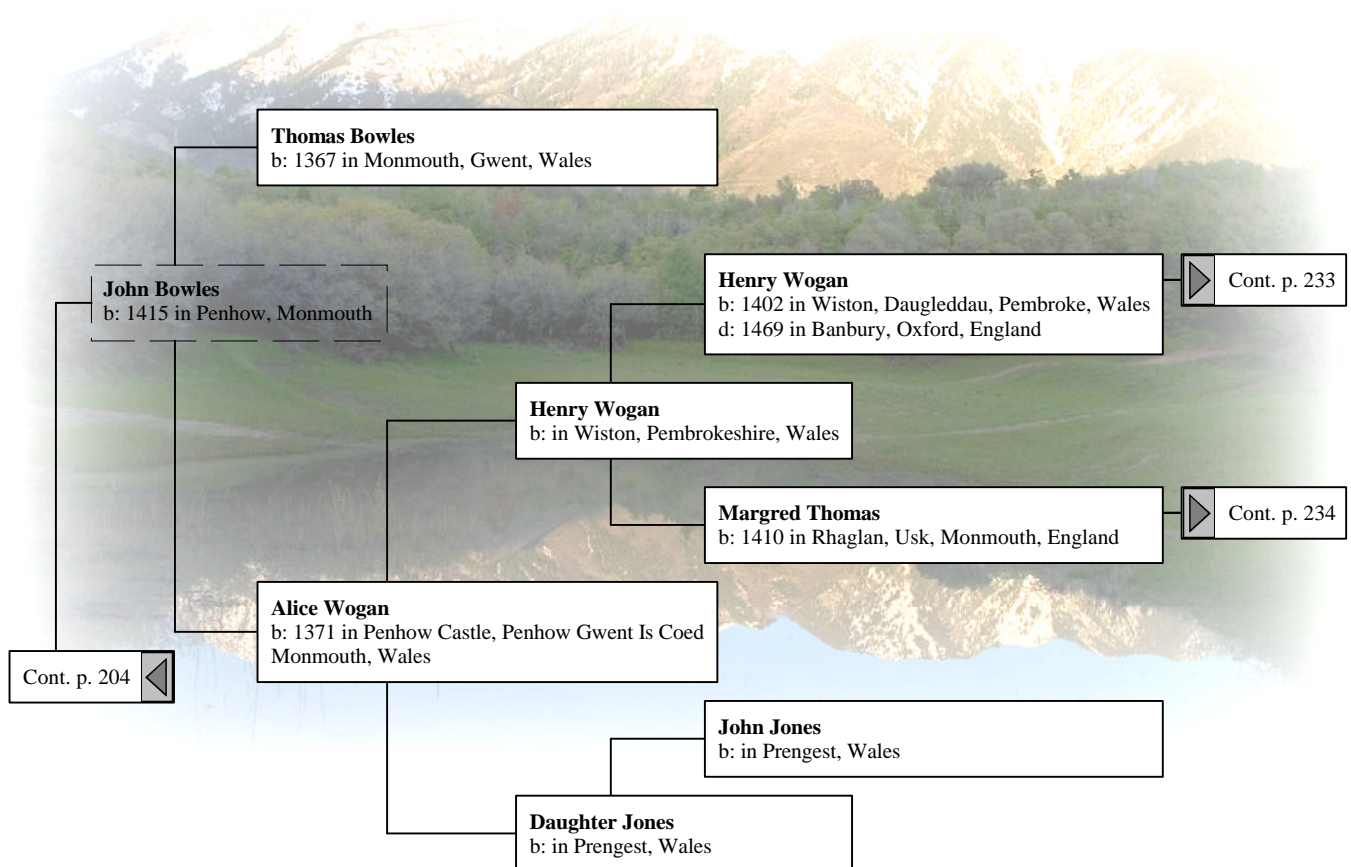 Thomas Bowles
b: 1367 in Monmouth, Gwent, Wales
John Bowles
b: 1415 in Penhow, Monmouth
Henry Wogan
b: 1402 in Wiston, Daugleddau, Pembroke, Wales
d: 1469 in Banbury, Oxford, England
Cont. p. 233
Henry Wogan
b: in Wiston, Pembrokeshire, Wales
Margred Thomas
b: 1410 in Rhaglan, Usk, Monmouth, England
Cont. p. 234
Alice Wogan
b: 1371 in Penhow Castle, Penhow Gwent Is Coed
Monmouth, Wales
Cont. p. 204
John Jones
b: in Prengest, Wales
Daughter Jones
b: in Prengest, Wales